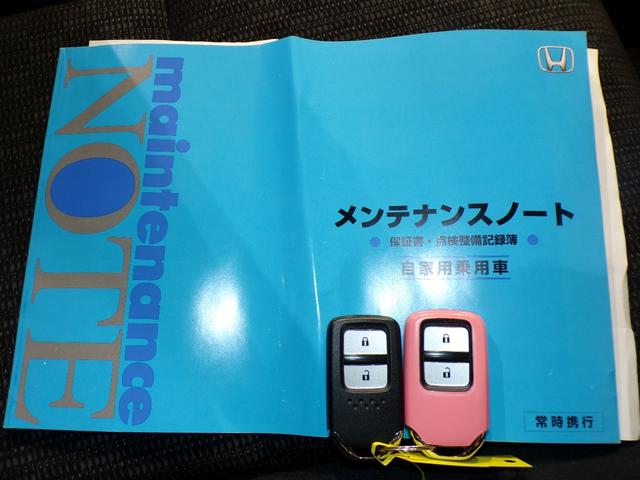 maintenance
NOTE
メンテナンスノート
保証書・点検整備記録簿
自家用乗用車
常時携行